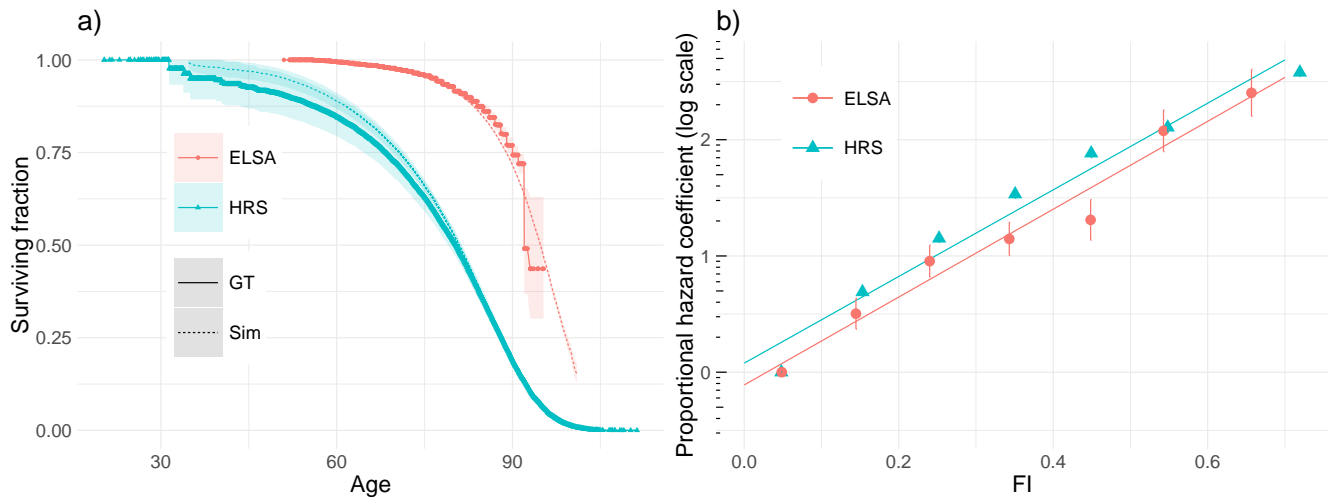 a)
Surviving fraction
1.00
0.75
0.50
0.25
0.00
ELSA
HRS
GT
Sim
30
60
90
Age
b)
Proportional hazard coefficient (log scale)
2
1
0
ELSA
HRS
0.0
0.2
0.4
0.6
FI